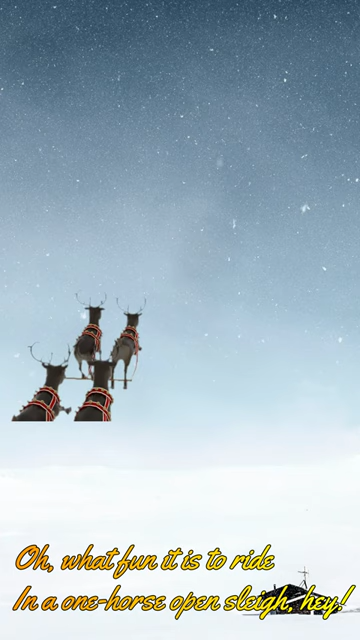 Oh, what fun it is to ride
In a one-horse open sleigh, hey!